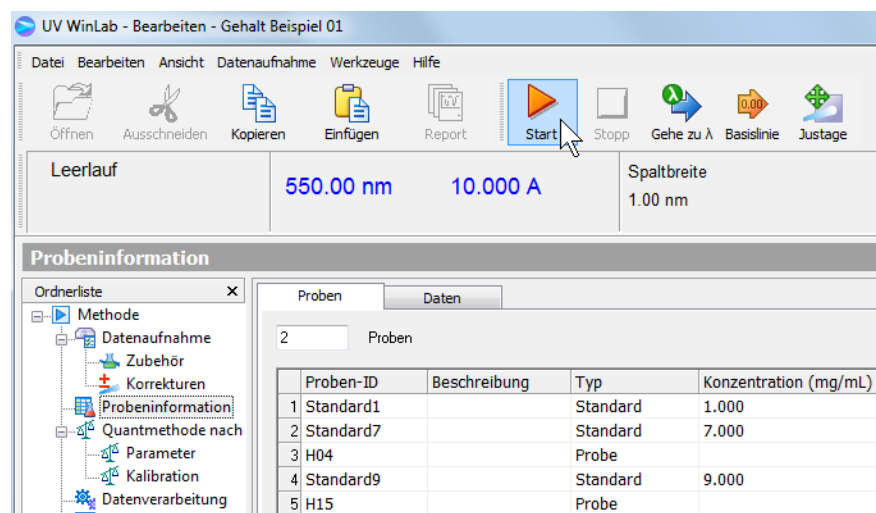 UV WinLab - Bearbeiten - Gehalt Beispiel 01
Datei Bearbeiten Ansicht Datenaufnahme Werkzeuge Hilfe
Öffnen Ausschneiden Kopieren Einfügen Report Start Stopp Gehe zu λ Basislinie Justage
Leerlauf
550.00 nm 10.000 A
Spaltbreite
1.00 nm
Probeninformation
Ordnerliste
Methode
Datenaufnahme
Zubehör
Korrekturen
Probeninformation
Quantmethode nach
Parameter
Kalibration
Datenverarbeitung
Proben Daten
2 Proben
Proben-ID Beschreibung Typ Konzentration (mg/mL)
1 Standard1 Standard 1.000
2 Standard7 Standard 7.000
3 H04 Probe
4 Standard9 Standard 9.000
5 H15 Probe